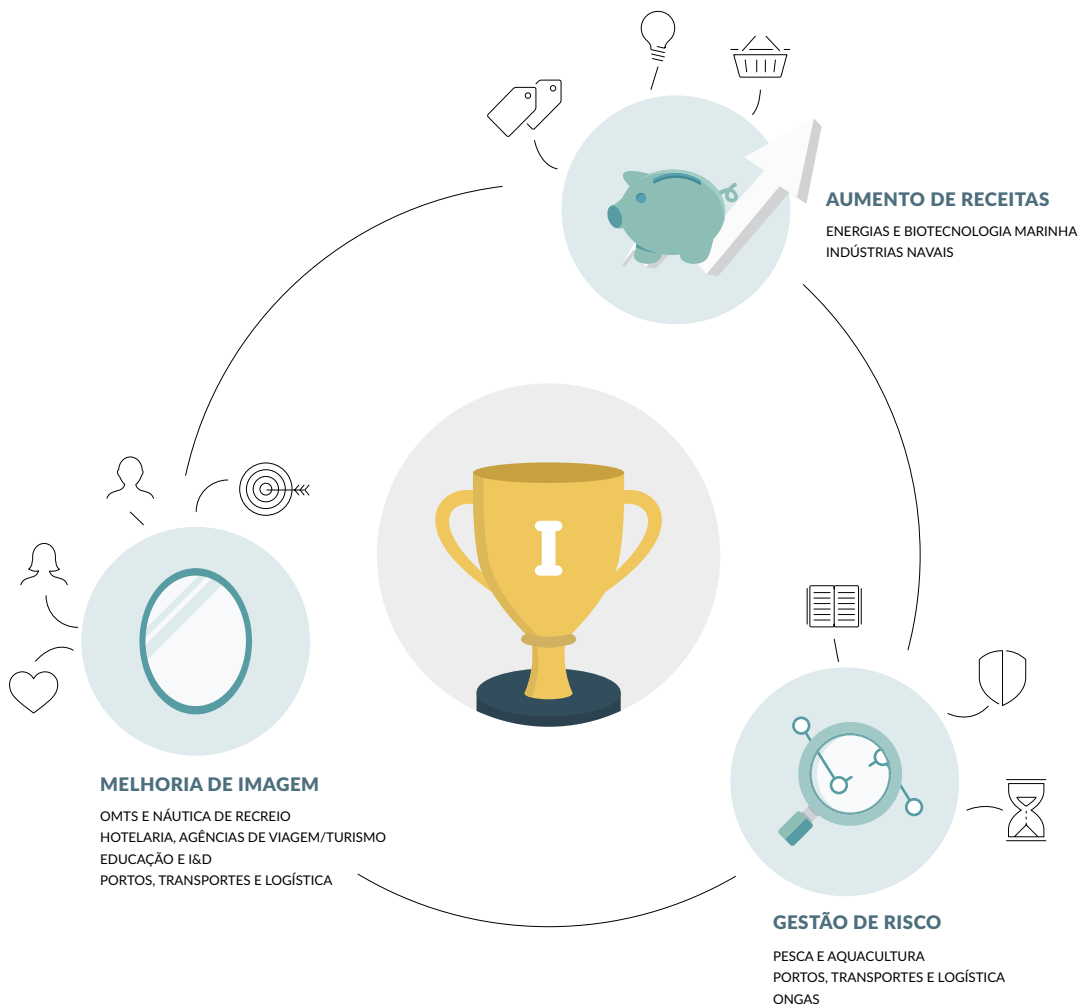 AUMENTO DE RECEITAS
ENERGIAS E BIOTECNOLOGIA MARINHA
INDÚSTRIAS NAVAIS
I
MELHORIA DE IMAGEM
OMTS E NÁUTICA DE RECREIO
HOTELARIA, AGÊNCIAS DE VIAGEM/TURISMO
EDUCAÇÃO E I&D
PORTOS, TRANSPORTES E LOGÍSTICA
GESTÃO DE RISCO
PESCA E AQUACULTURA
PORTOS, TRANSPORTES E LOGÍSTICA
ONGAS